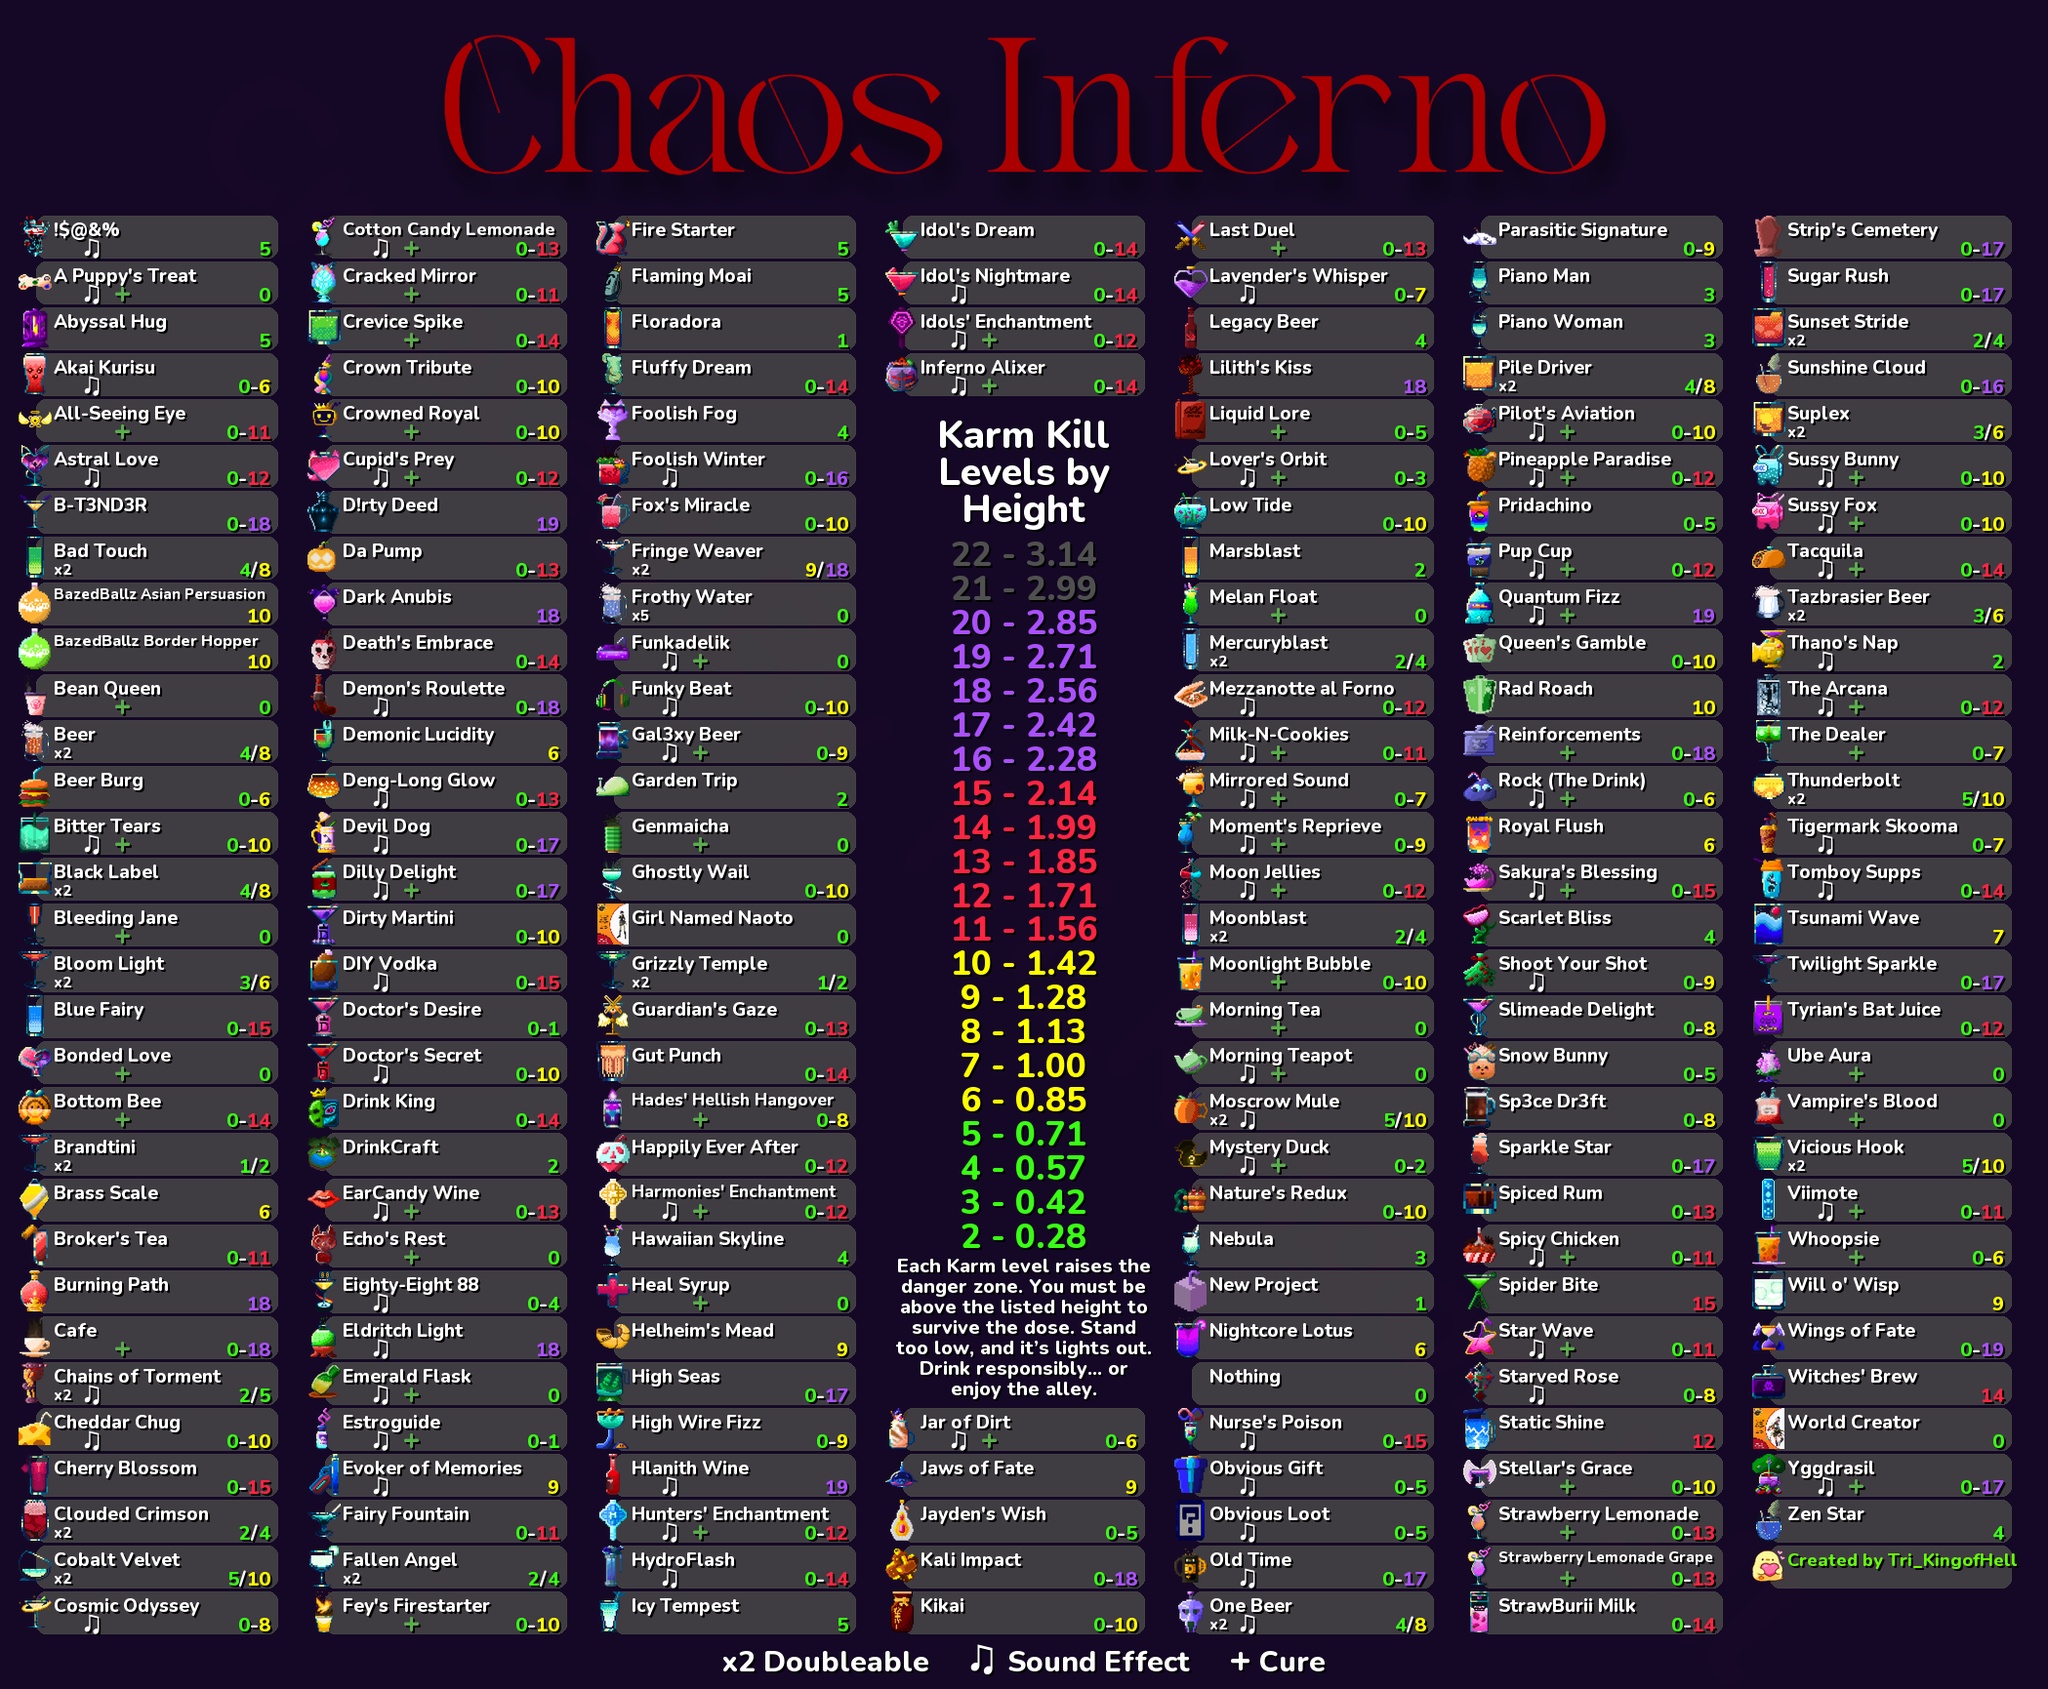 Chaos Inferno
!$@&%
♫
5
A Puppy's Treat
♫ +
0
Abyssal Hug
5
Akai Kurisu
♫
0-6
All-Seeing Eye
+
0-11
Astral Love
♫
0-12
B-T3ND3R
0-18
Bad Touch
x2
4/8
BazedBallz Asian Persuasion
10
BazedBallz Border Hopper
10
Bean Queen
+
0
Beer
x2
4/8
Beer Burg
0-6
Bitter Tears
♫ +
0-10
Black Label
x2
4/8
Bleeding Jane
+
0
Bloom Light
x2
3/6
Blue Fairy
0-15
Bonded Love
+
0
Bottom Bee
+
0-14
Brandtini
x2
1/2
Brass Scale
6
Broker's Tea
0-11
Burning Path
18
Cafe
+
0-18
Chains of Torment
x2 ♫
2/5
Cheddar Chug
♫
0-10
Cherry Blossom
0-15
Clouded Crimson
x2
2/4
Cobalt Velvet
x2
5/10
Cosmic Odyssey
♫
0-8
Cotton Candy Lemonade
♫ +
0-13
Cracked Mirror
+
0-11
Crevice Spike
+
0-14
Crown Tribute
0-10
Crowned Royal
+
0-10
Cupid's Prey
♫ +
0-12
D!rty Deed
19
Da Pump
0-13
Dark Anubis
18
Death's Embrace
0-14
Demon's Roulette
♫
0-18
Demonic Lucidity
6
Deng-Long Glow
♫
0-13
Devil Dog
♫
0-17
Dilly Delight
♫ +
0-17
Dirty Martini
0-10
DIY Vodka
♫
0-15
Doctor's Desire
0-1
Doctor's Secret
♫
0-10
Drink King
0-14
DrinkCraft
2
EarCandy Wine
♫ +
0-13
Echo's Rest
+
0
Eighty-Eight 88
♫
0-4
Eldritch Light
♫
18
Emerald Flask
♫ +
0
Estroguide
♫ +
0-1
Evoker of Memories
♫
9
Fairy Fountain
0-11
Fallen Angel
x2
2/4
Fey's Firestarter
+
0-10
Fire Starter
5
Flaming Moai
5
Floradora
1
Fluffy Dream
0-14
Foolish Fog
4
Foolish Winter
♫
0-16
Fox's Miracle
0-10
Fringe Weaver
x2
9/18
Frothy Water
x5
0
Funkadelik
♫ +
0
Funky Beat
♫
0-10
Gal3xy Beer
♫ +
0-9
Garden Trip
2
Genmaicha
+
0
Ghostly Wail
0-10
Girl Named Naoto
0
Grizzly Temple
x2
1/2
Guardian's Gaze
0-13
Gut Punch
0-14
Hades' Hellish Hangover
+
0-8
Happily Ever After
0-12
Harmonies' Enchantment
♫ +
0-12
Hawaiian Skyline
4
Heal Syrup
+
0
Helheim's Mead
9
High Seas
0-17
High Wire Fizz
0-9
Hlanith Wine
♫
19
Hunters' Enchantment
♫ +
0-12
HydroFlash
♫
0-14
Icy Tempest
5
Idol's Dream
0-14
Idol's Nightmare
♫
0-14
Idols' Enchantment
♫ +
0-12
Inferno Alixer
♫ +
0-14
Karm Kill
Levels by
Height
22 - 3.14
21 - 2.99
20 - 2.85
19 - 2.71
18 - 2.56
17 - 2.42
16 - 2.28
15 - 2.14
14 - 1.99
13 - 1.85
12 - 1.71
11 - 1.56
10 - 1.42
9 - 1.28
8 - 1.13
7 - 1.00
6 - 0.85
5 - 0.71
4 - 0.57
3 - 0.42
2 - 0.28
Each Karm level raises the
danger zone. You must be
above the listed height to
survive the dose. Stand
too low, and it's lights out.
Drink responsibly... or
enjoy the alley.
Jar of Dirt
♫ +
0-6
Jaws of Fate
9
Jayden's Wish
0-5
Kali Impact
0-18
Kikai
0-10
Last Duel
+
0-13
Lavender's Whisper
♫
0-7
Legacy Beer
4
Lilith's Kiss
18
Liquid Lore
+
0-5
Lover's Orbit
♫ +
0-3
Low Tide
0-10
Marsblast
2
Melan Float
+
0
Mercuryblast
x2
2/4
Mezzanotte al Forno
♫
0-12
Milk-N-Cookies
♫ +
0-11
Mirrored Sound
♫ +
0-7
Moment's Reprieve
♫ +
0-9
Moon Jellies
♫ +
0-12
Moonblast
x2
2/4
Moonlight Bubble
+
0-10
Morning Tea
+
0
Morning Teapot
♫ +
0
Moscrow Mule
x2 ♫
5/10
Mystery Duck
♫ +
0-2
Nature's Redux
0-10
Nebula
3
New Project
1
Nightcore Lotus
6
Nothing
0
Nurse's Poison
♫
0-15
Obvious Gift
♫
0-5
Obvious Loot
♫
0-5
Old Time
♫
0-17
One Beer
x2 ♫
4/8
Parasitic Signature
0-9
Piano Man
3
Piano Woman
3
Pile Driver
x2
4/8
Pilot's Aviation
♫ +
0-10
Pineapple Paradise
♫ +
0-12
Pridachino
0-5
Pup Cup
♫ +
0-12
Quantum Fizz
♫ +
19
Queen's Gamble
0-10
Rad Roach
10
Reinforcements
+
0-18
Rock (The Drink)
♫ +
0-6
Royal Flush
6
Sakura's Blessing
♫ +
0-15
Scarlet Bliss
4
Shoot Your Shot
♫
0-9
Slimeade Delight
0-8
Snow Bunny
0-5
Sp3ce Dr3ft
0-8
Sparkle Star
0-17
Spiced Rum
0-13
Spicy Chicken
♫ +
0-11
Spider Bite
15
Star Wave
♫ +
0-11
Starved Rose
♫
0-8
Static Shine
12
Stellar's Grace
+
0-10
Strawberry Lemonade
+
0-13
Strawberry Lemonade Grape
+
0-13
StrawBurii Milk
0-14
Strip's Cemetery
0-17
Sugar Rush
0-17
Sunset Stride
x2
2/4
Sunshine Cloud
0-16
Suplex
x2
3/6
Sussy Bunny
♫ +
0-10
Sussy Fox
♫ +
0-10
Tacquila
♫ +
0-14
Tazbrasier Beer
x2
3/6
Thano's Nap
♫
2
The Arcana
♫ +
0-12
The Dealer
+
0-7
Thunderbolt
x2
5/10
Tigermark Skooma
♫
0-7
Tomboy Supps
♫
0-14
Tsunami Wave
7
Twilight Sparkle
0-17
Tyrian's Bat Juice
0-12
Ube Aura
+
0
Vampire's Blood
+
0
Vicious Hook
x2
5/10
Viimote
♫ +
0-11
Whoopsie
+
0-6
Will o' Wisp
9
Wings of Fate
0-19
Witches' Brew
14
World Creator
0
Yggdrasil
♫ +
0-17
Zen Star
4
Created by Tri_KingofHell
x2 Doubleable ♫ Sound Effect + Cure